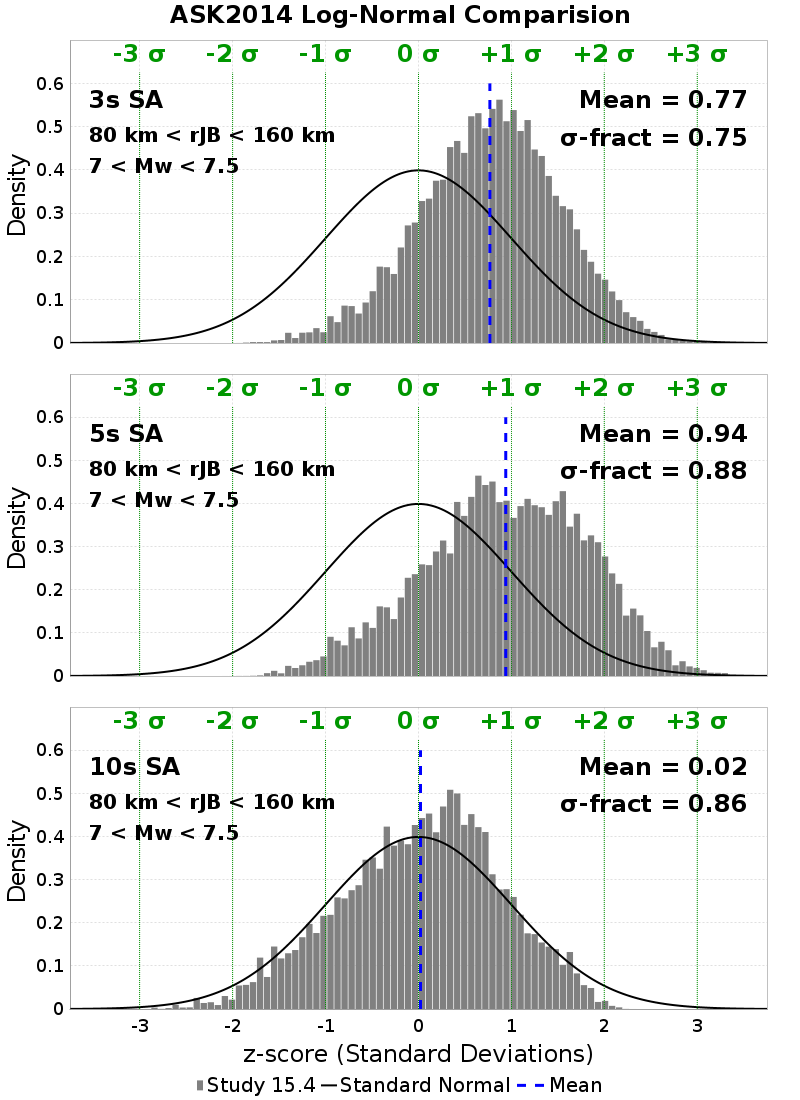 ASK2014 Log-Normal Comparision
-3 σ -2 σ -1 σ 0 σ +1 σ +2 σ +3 σ
0.6
3s SA Mean = 0.77
80 km < rJB < 160 km σ-fract = 0.75
0.5
7 < Mw < 7.5
0.4
0.3
0.2
0.1
0
Density
-3 σ -2 σ -1 σ 0 σ +1 σ +2 σ +3 σ
0.6
5s SA Mean = 0.94
80 km < rJB < 160 km σ-fract = 0.88
0.5
7 < Mw < 7.5
0.4
0.3
0.2
0.1
0
Density
-3 σ -2 σ -1 σ 0 σ +1 σ +2 σ +3 σ
0.6
10s SA Mean = 0.02
80 km < rJB < 160 km σ-fract = 0.86
0.5
7 < Mw < 7.5
0.4
0.3
0.2
0.1
0
Density
-3 -2 -1 0 1 2 3
z-score (Standard Deviations)
Study 15.4 Standard Normal Mean